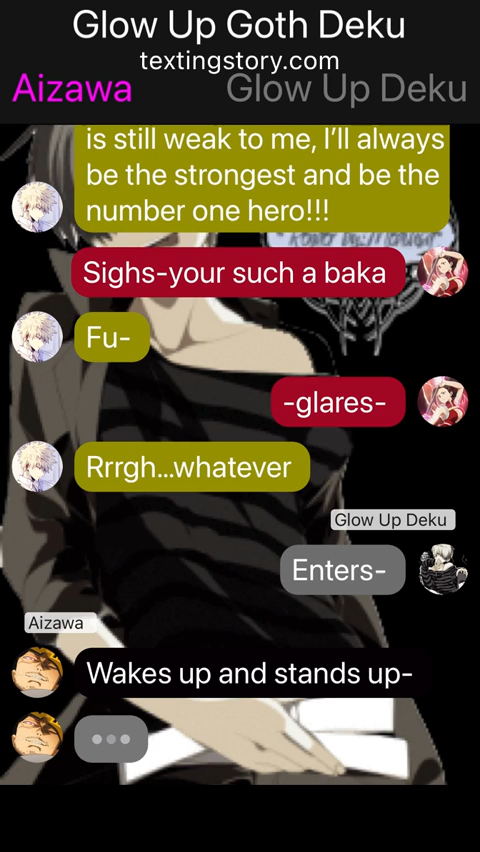 Glow Up Goth Deku
textingstory.com
Aizawa
Glow Up Deku
is still weak to me, I'll always
be the strongest and be the
number one hero!!!
Sighs-your such a baka
Fu-
-glares-
Rrrgh...whatever
Glow Up Deku
Enters-
Aizawa
Wakes up and stands up-